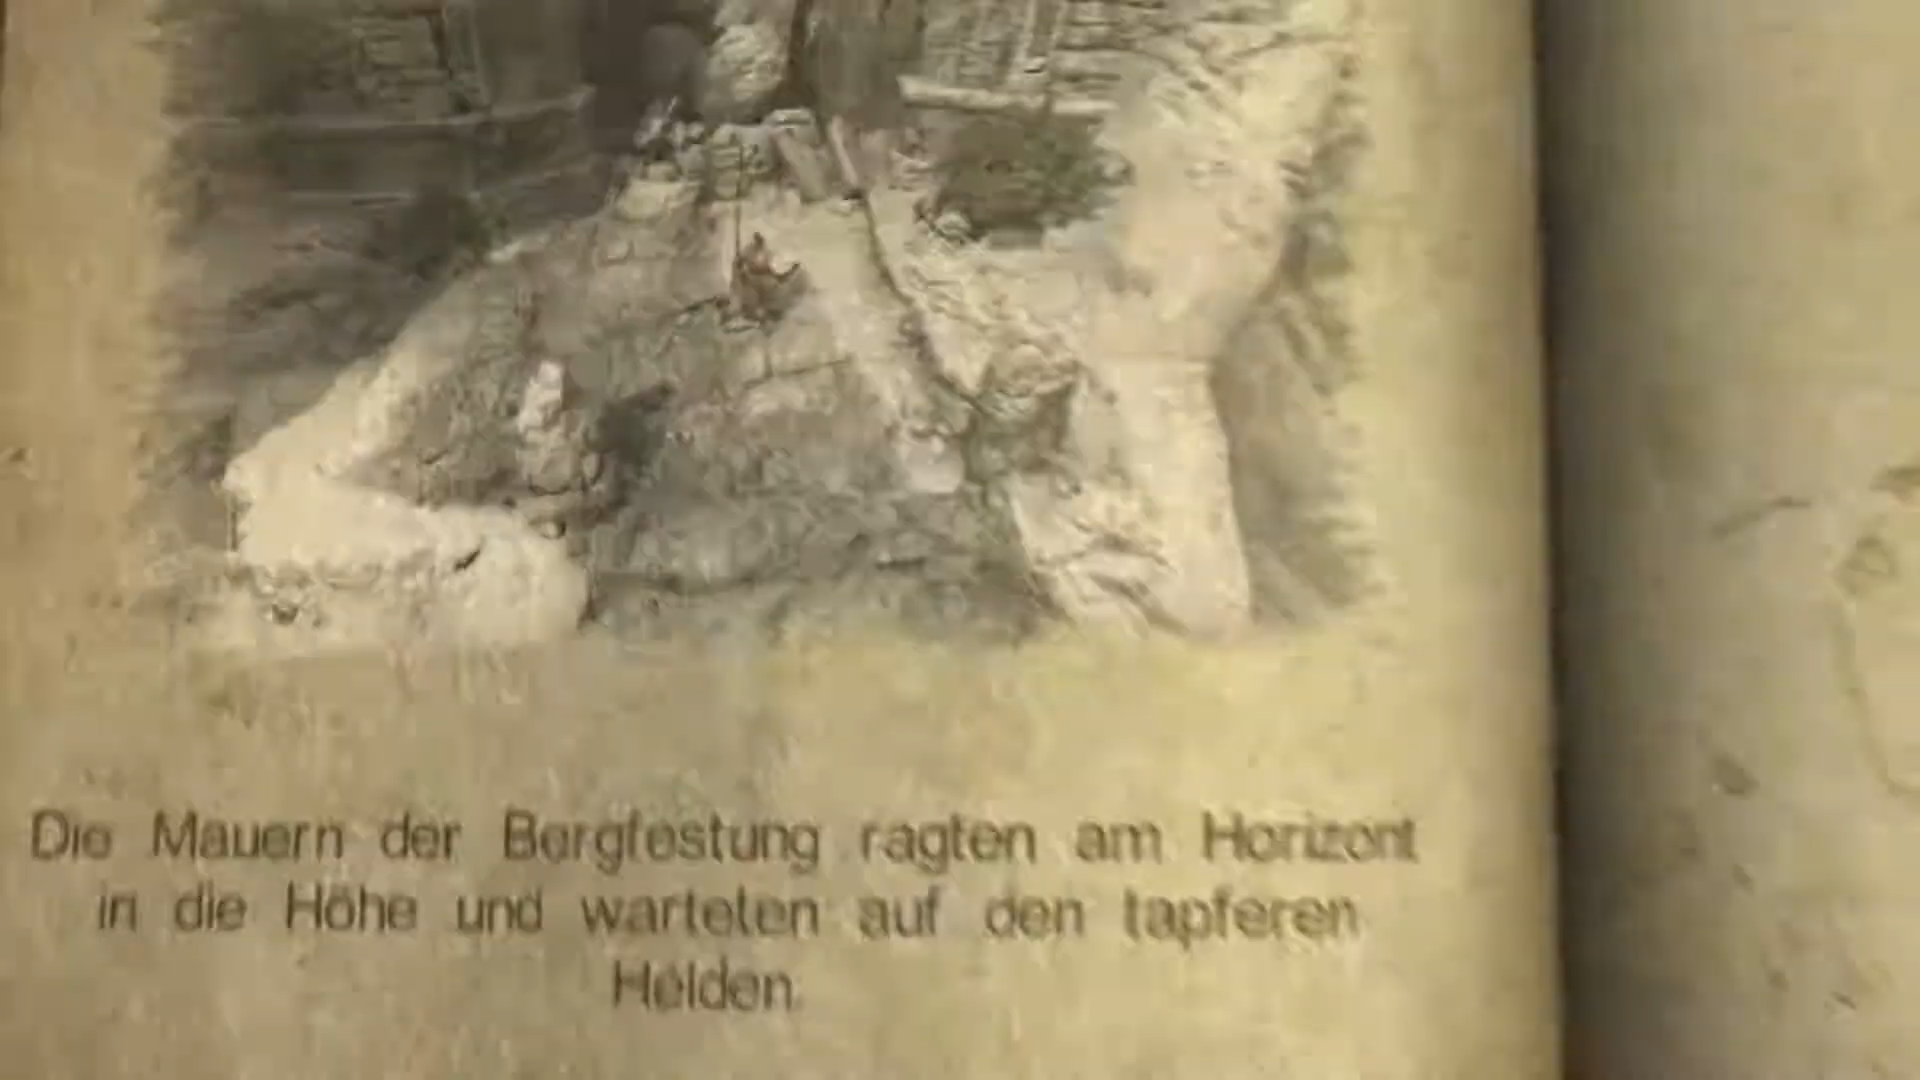 Die Mauern der Bergfestung ragten am Horizont
in die Höhe und warteten auf den tapferen
Helden.